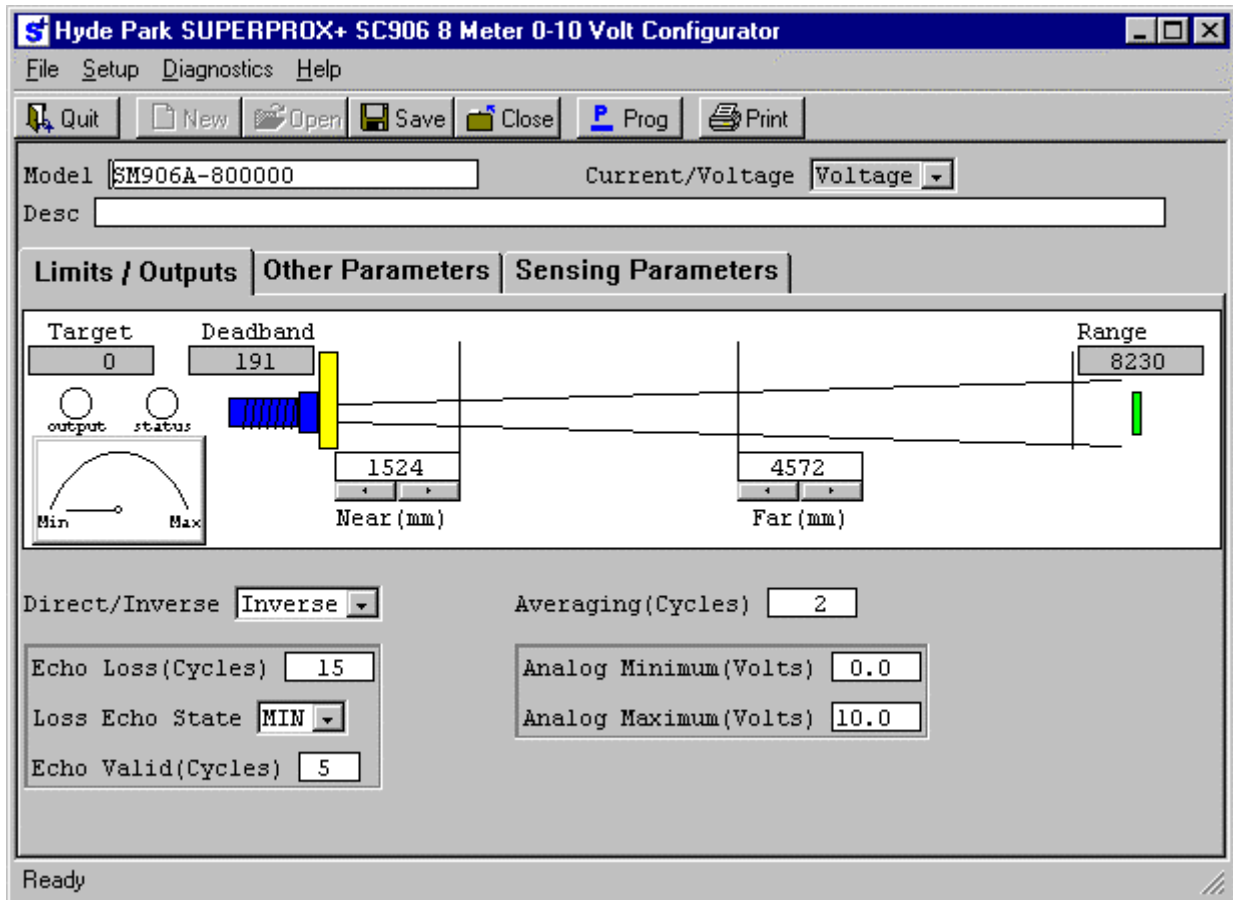 Hyde Park SUPERPROX+ SC906 8 Meter 0-10 Volt Configurator
File Setup Diagnostics Help
Quit New Open Save Close P Prog Print
Model SM906A-800000 Current/Voltage Voltage
Desc
Limits / Outputs Other Parameters Sensing Parameters
Target Deadband Range
0 191 8230
output status
Min Max
1524 4572
Near(mm) Far(mm)
Direct/Inverse Inverse Averaging(Cycles) 2
Echo Loss(Cycles) 15 Analog Minimum(Volts) 0.0
Loss Echo State MIN Analog Maximum(Volts) 10.0
Echo Valid(Cycles) 5
Ready